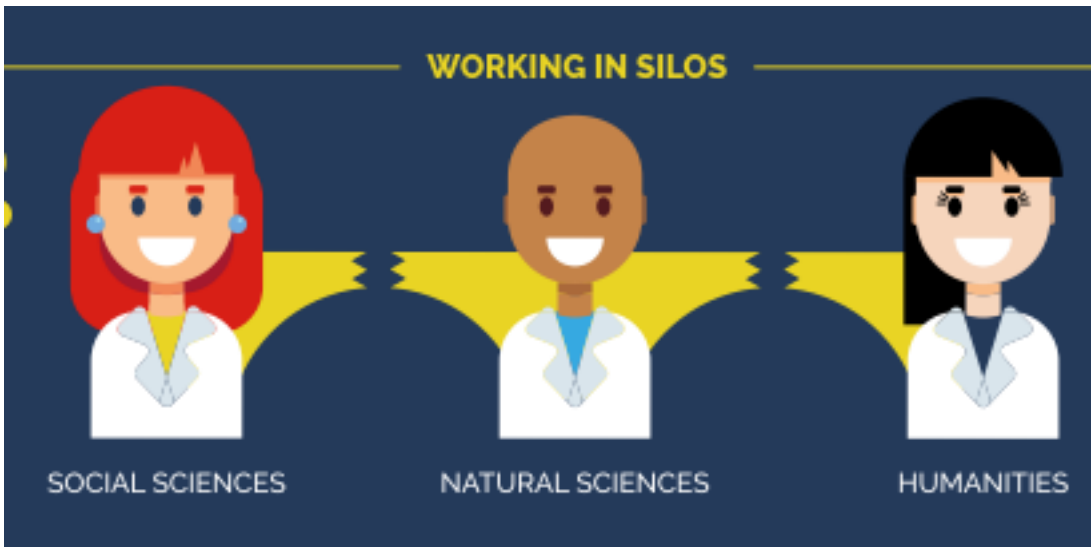 WORKING IN SILOS
SOCIAL SCIENCES
NATURAL SCIENCES
HUMANITIES